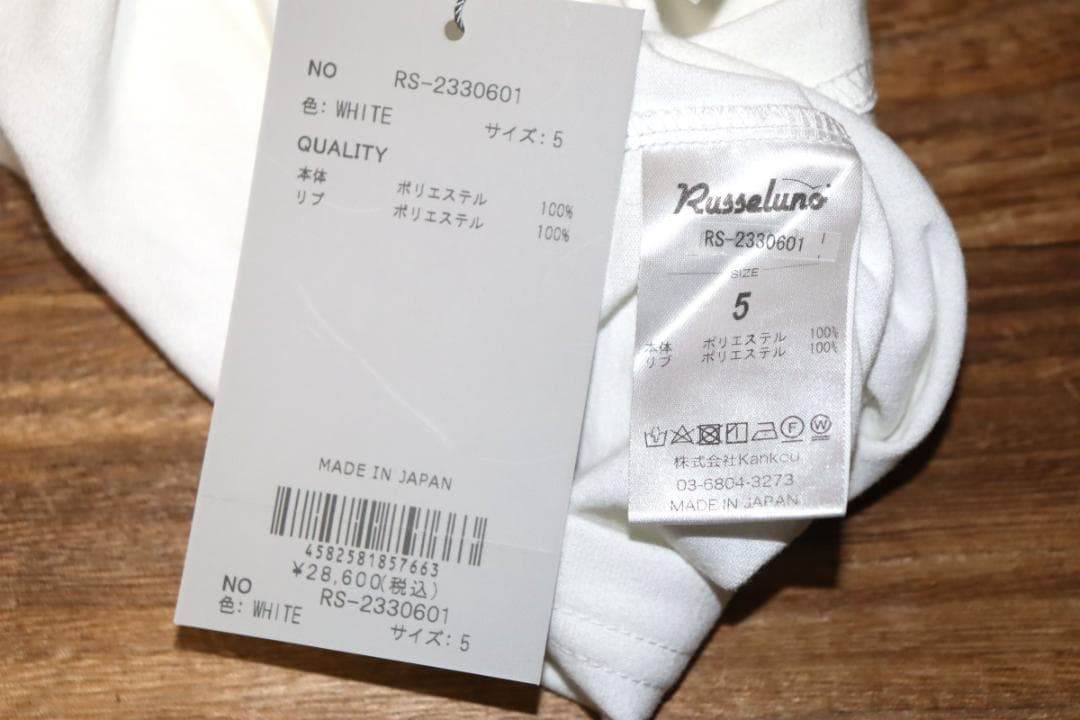 NO RS-2330601
色: WHITE サイズ: 5
QUALITY
本体 ポリエステル 100%
リブ ポリエステル 100%
MADE IN JAPAN
4582581857663
¥28,600(税込)
NO RS-2330601
色: WHITE サイズ: 5
Russeluno
RS-2330601
SIZE
5
本体 ポリエステル 100%
リブ ポリエステル 100%
F W
株式会社Kankou
03-6804-3273
MADE IN JAPAN